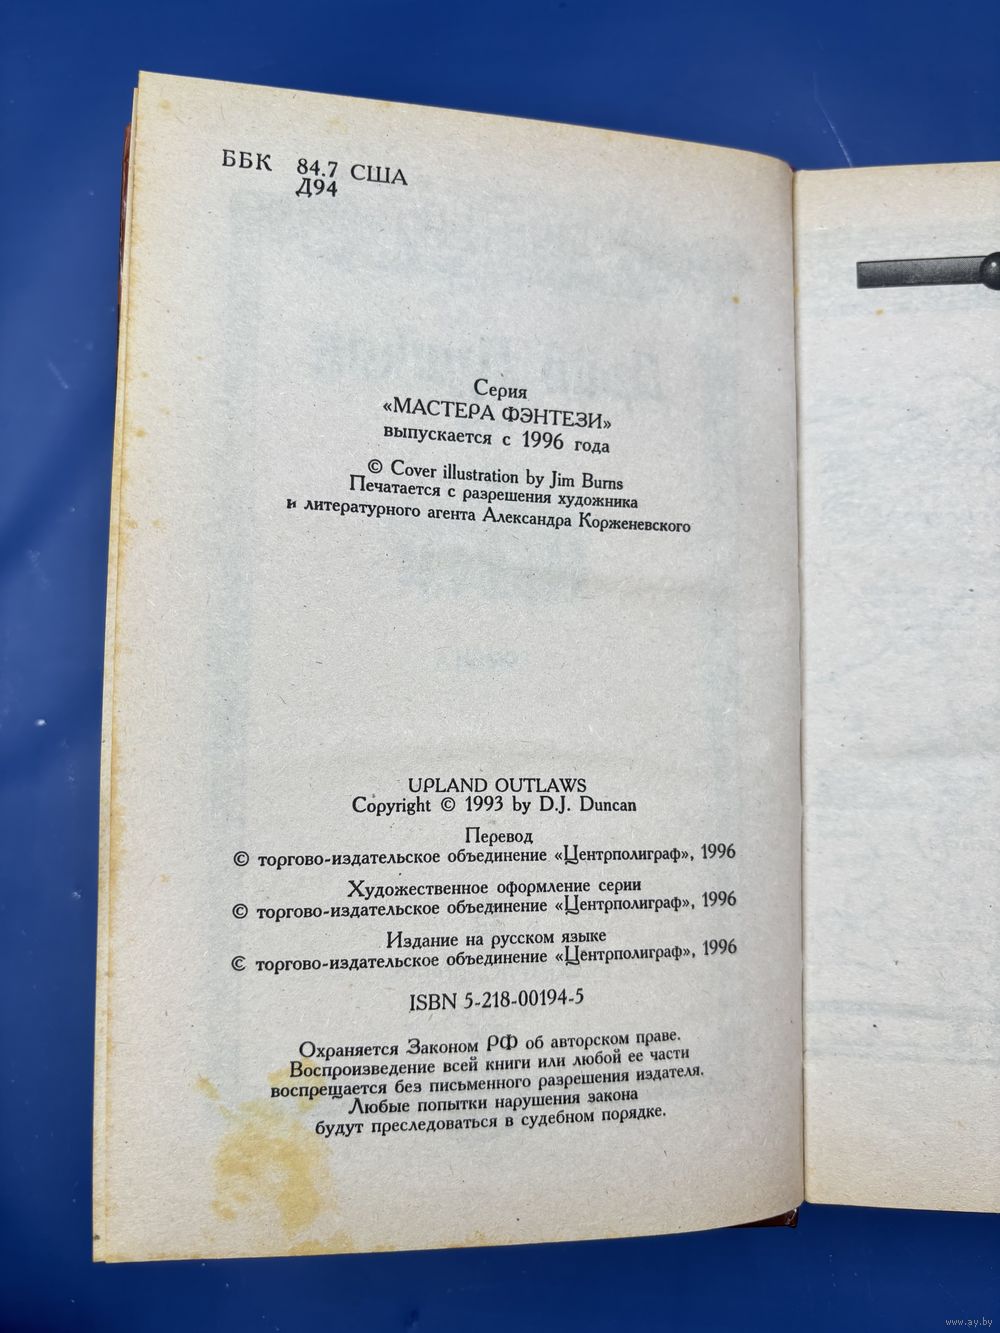 ББК 84.7 США
Д94
Серия
«МАСТЕРА ФЭНТЕЗИ»
выпускается с 1996 года
© Cover illustration by Jim Burns
Печатается с разрешения художника
и литературного агента Александра Корженевского
UPLAND OUTLAWS
Copyright © 1993 by D.J. Duncan
Перевод
© торгово-издательское объединение «Центрполиграф», 1996
Художественное оформление серии
© торгово-издательское объединение «Центрполиграф», 1996
Издание на русском языке
© торгово-издательское объединение «Центрполиграф», 1996
ISBN 5-218-00194-5
Охраняется Законом РФ об авторском праве.
Воспроизведение всей книги или любой ее части
воспрещается без письменного разрешения издателя.
Любые попытки нарушения закона
будут преследоваться в судебном порядке.
www.ay.by